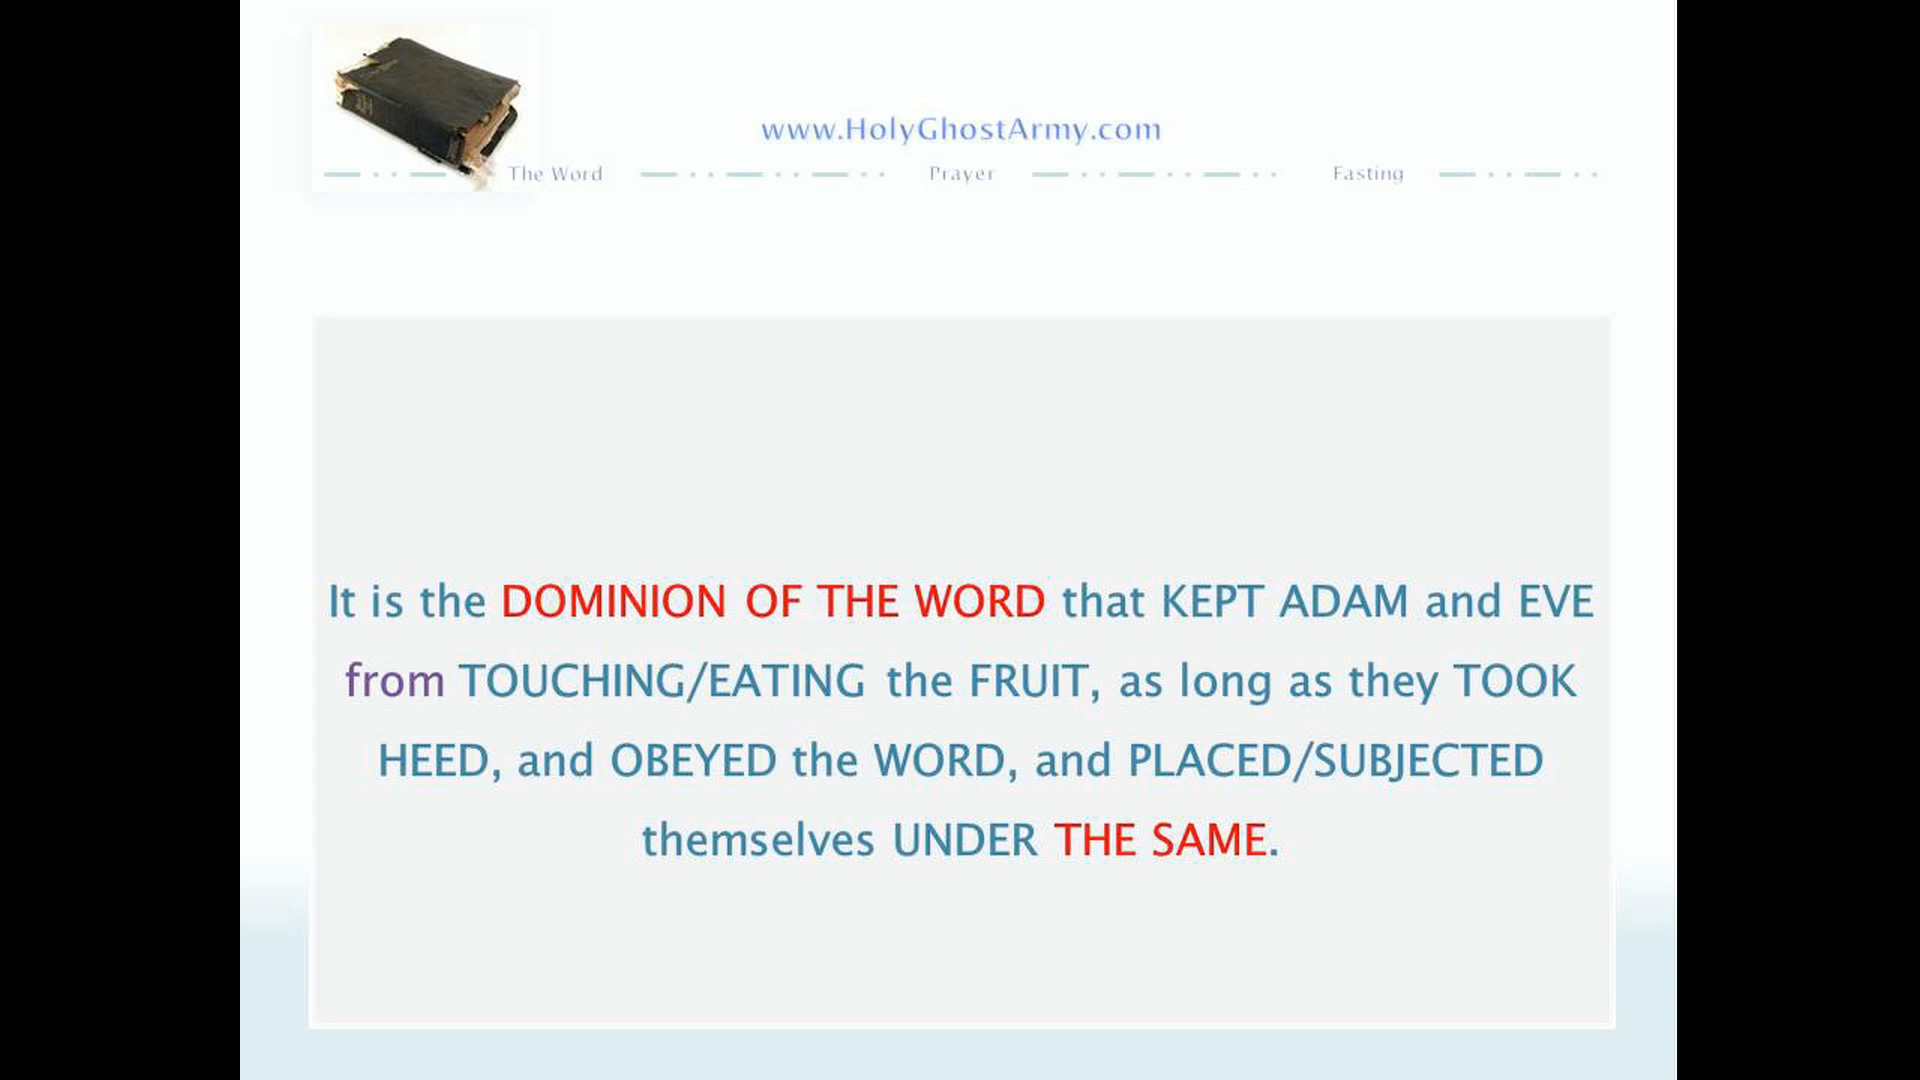 www.HolyGhostArmy.com
The Word Prayer Fasting
It is the DOMINION OF THE WORD that KEPT ADAM and EVE
from TOUCHING/EATING the FRUIT, as long as they TOOK
HEED, and OBEYED the WORD, and PLACED/SUBJECTED
themselves UNDER THE SAME.